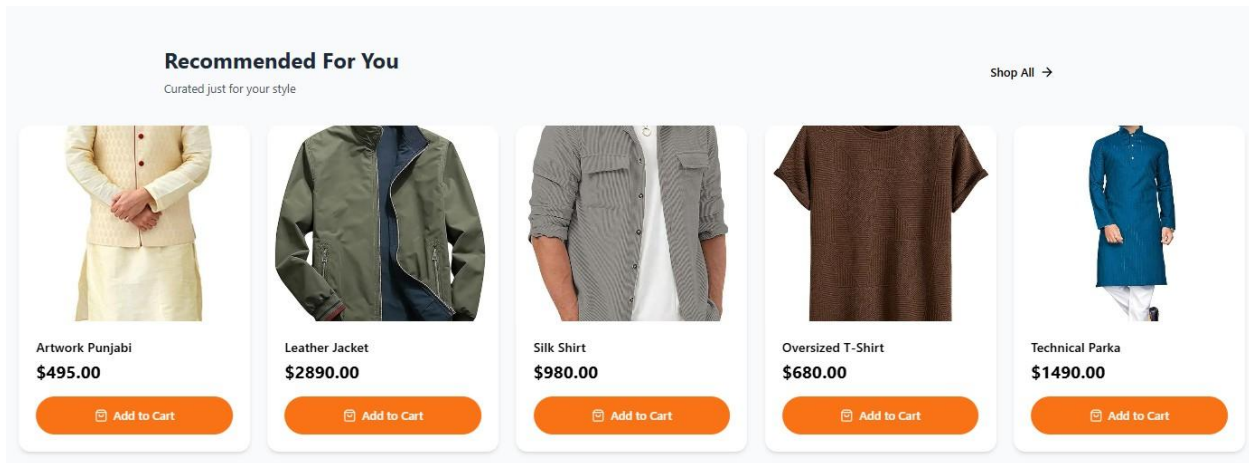 Recommended For You
Curated just for your style
Shop All
Artwork Punjabi
$495.00
Add to Cart
Leather Jacket
$2890.00
Add to Cart
Silk Shirt
$980.00
Add to Cart
Oversized T-Shirt
$680.00
Add to Cart
Technical Parka
$1490.00
Add to Cart